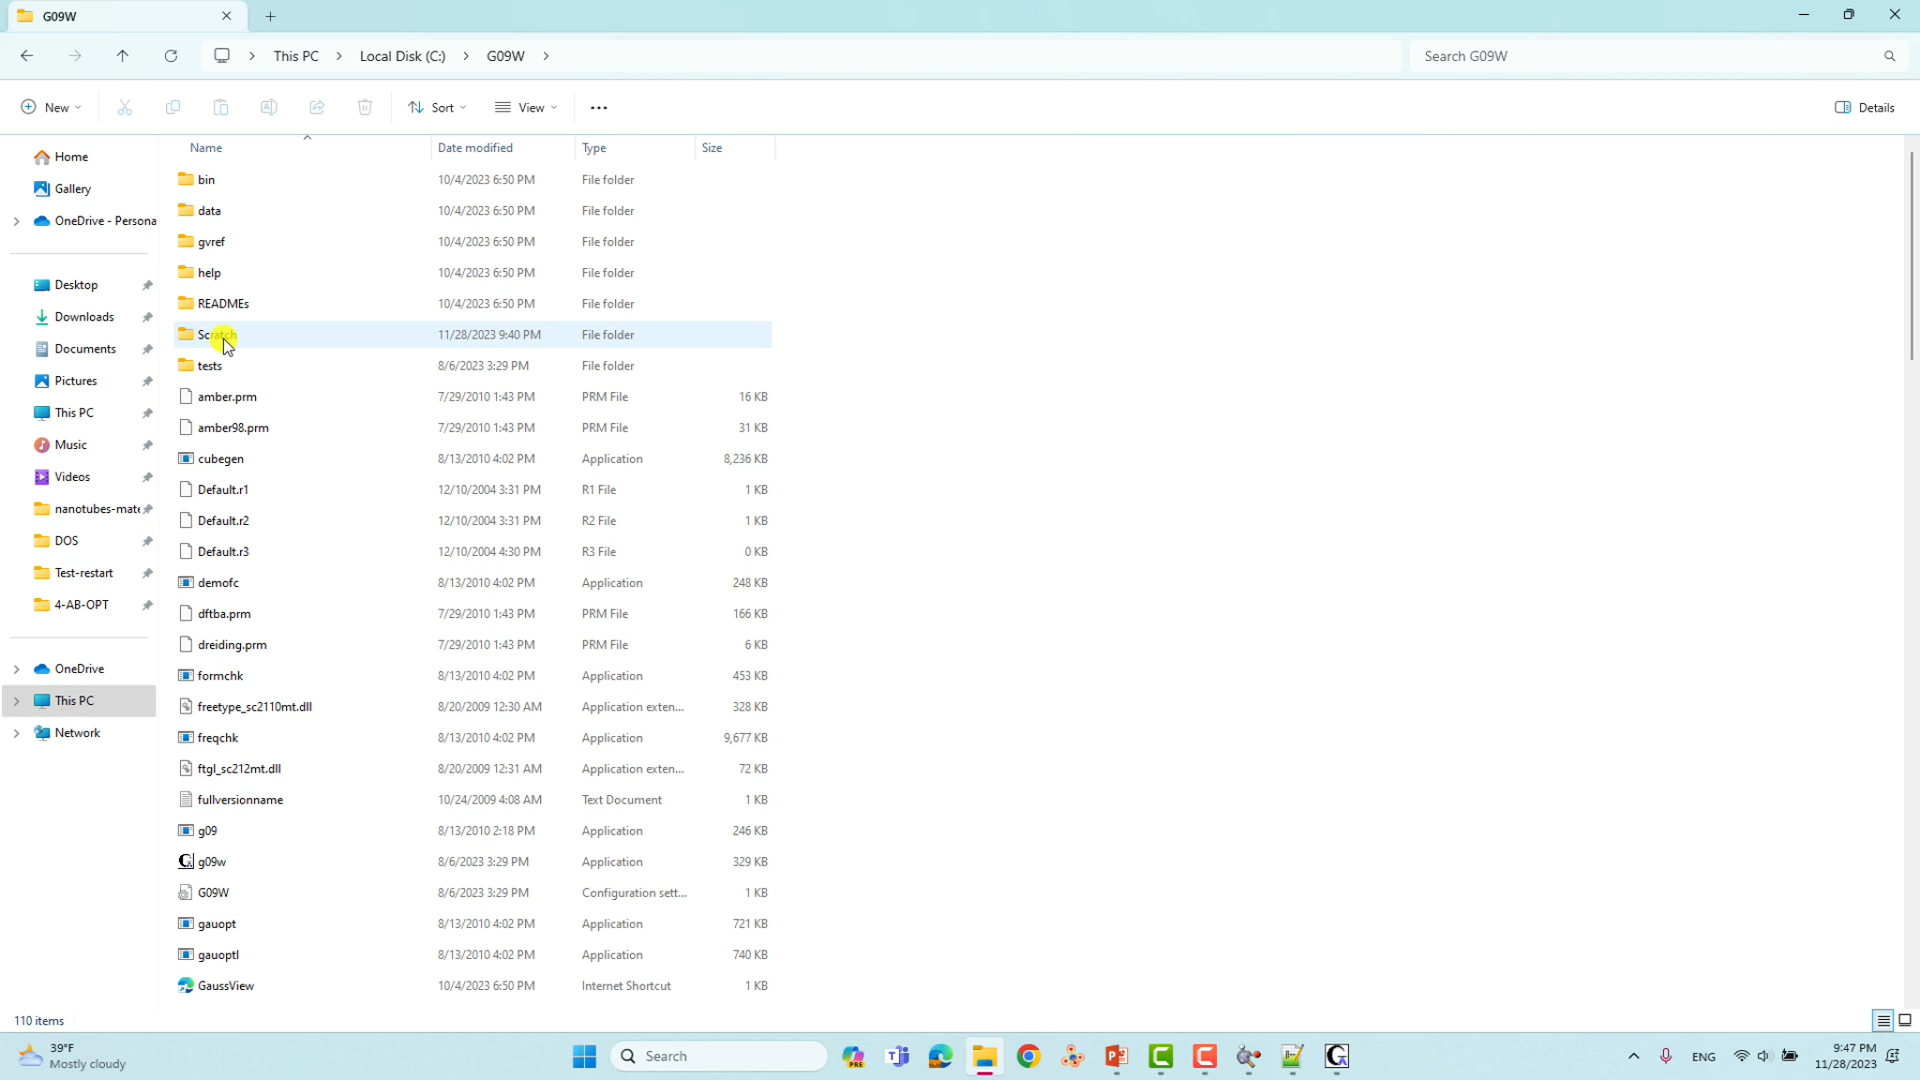 G09W
This PC
Local Disk (C:)
G09W
Search G09W
New
Sort
View
Details
Name
Date modified
Type
Size
Home
Gallery
OneDrive - Persona
Desktop
Downloads
Documents
Pictures
This PC
Music
Videos
nanotubes-mate
DOS
Test-restart
4-AB-OPT
OneDrive
This PC
Network
bin 10/4/2023 6:50 PM File folder
data 10/4/2023 6:50 PM File folder
gvref 10/4/2023 6:50 PM File folder
help 10/4/2023 6:50 PM File folder
READMEs 10/4/2023 6:50 PM File folder
Scratch 11/28/2023 9:40 PM File folder
tests 8/6/2023 3:29 PM File folder
amber.prm 7/29/2010 1:43 PM PRM File 16 KB
amber98.prm 7/29/2010 1:43 PM PRM File 31 KB
cubegen 8/13/2010 4:02 PM Application 8,236 KB
Default.r1 12/10/2004 3:31 PM R1 File 1 KB
Default.r2 12/10/2004 3:31 PM R2 File 1 KB
Default.r3 12/10/2004 4:30 PM R3 File 0 KB
demofc 8/13/2010 4:02 PM Application 248 KB
dftba.prm 7/29/2010 1:43 PM PRM File 166 KB
dreiding.prm 7/29/2010 1:43 PM PRM File 6 KB
formchk 8/13/2010 4:02 PM Application 453 KB
freetype_sc2110mt.dll 8/20/2009 12:30 AM Application exten... 328 KB
freqchk 8/13/2010 4:02 PM Application 9,677 KB
ftgl_sc212mt.dll 8/20/2009 12:31 AM Application exten... 72 KB
fullversionname 10/24/2009 4:08 AM Text Document 1 KB
g09 8/13/2010 2:18 PM Application 246 KB
g09w 8/6/2023 3:29 PM Application 329 KB
G09W 8/6/2023 3:29 PM Configuration sett... 1 KB
gauopt 8/13/2010 4:02 PM Application 721 KB
gauoptl 8/13/2010 4:02 PM Application 740 KB
GaussView 10/4/2023 6:50 PM Internet Shortcut 1 KB
110 items
39°F
Mostly cloudy
Search
PRE
ENG
9:47 PM
11/28/2023